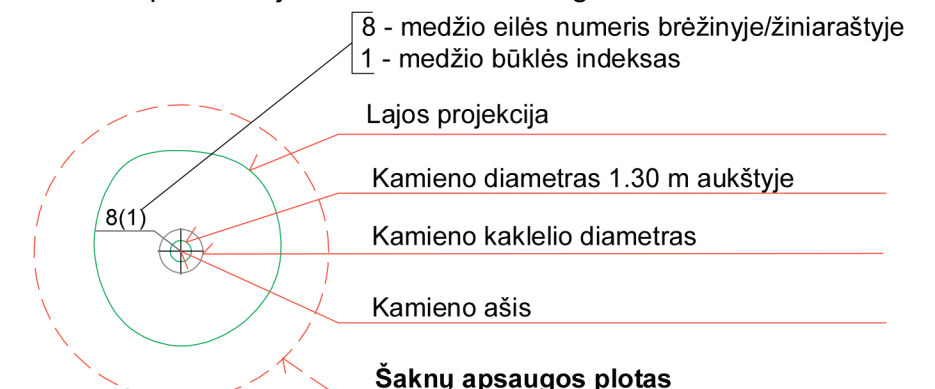 8 - medžio eilės numeris brėžinyje/žiniaraštyje
1 - medžio būklės indeksas
Lajos projekcija
Kamieno diametras 1.30 m aukštyje
8(1)
Kamieno kaklelio diametras
Kamieno ašis
Šaknų apsaugos plotas